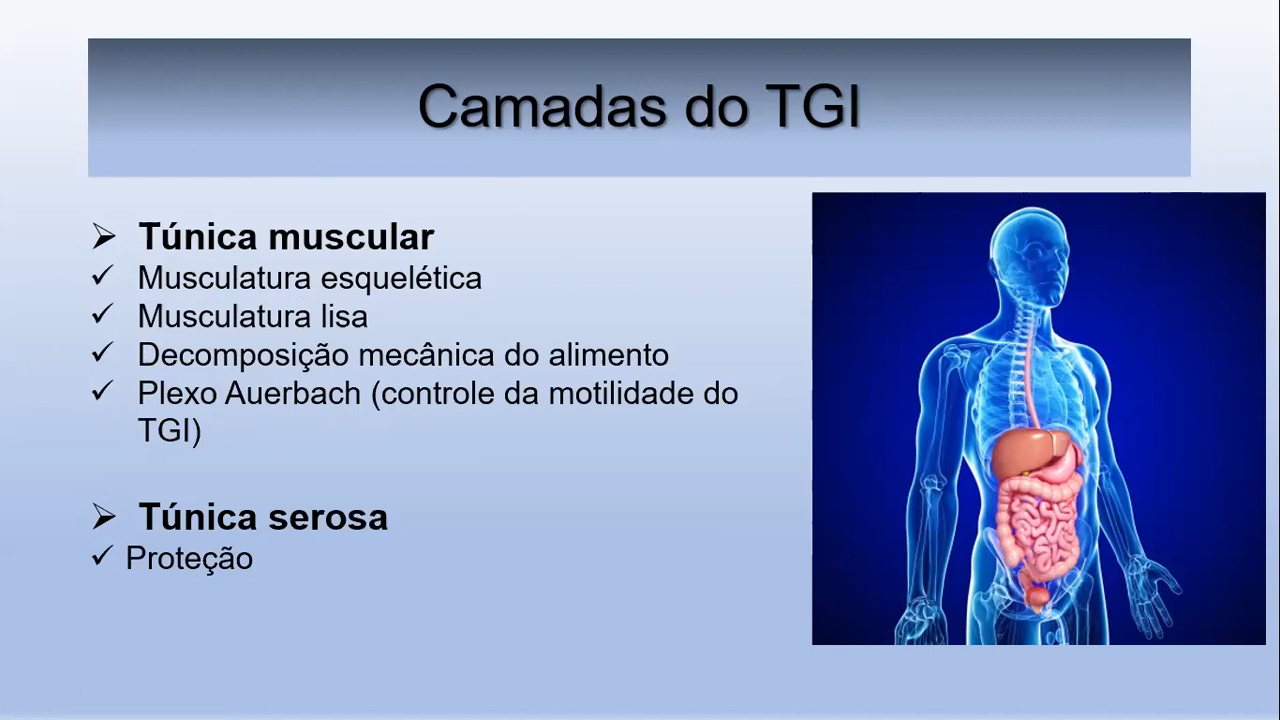 Camadas do TGI
➢ Túnica muscular
✓ Musculatura esquelética
✓ Musculatura lisa
✓ Decomposição mecânica do alimento
✓ Plexo Auerbach (controle da motilidade do
TGI)
➢ Túnica serosa
✓ Proteção